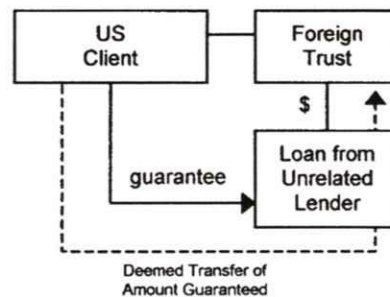 US
Client
Foreign
Trust
$
Loan from
Unrelated
Lender
guarantee
Deemed Transfer of
Amount Guaranteed